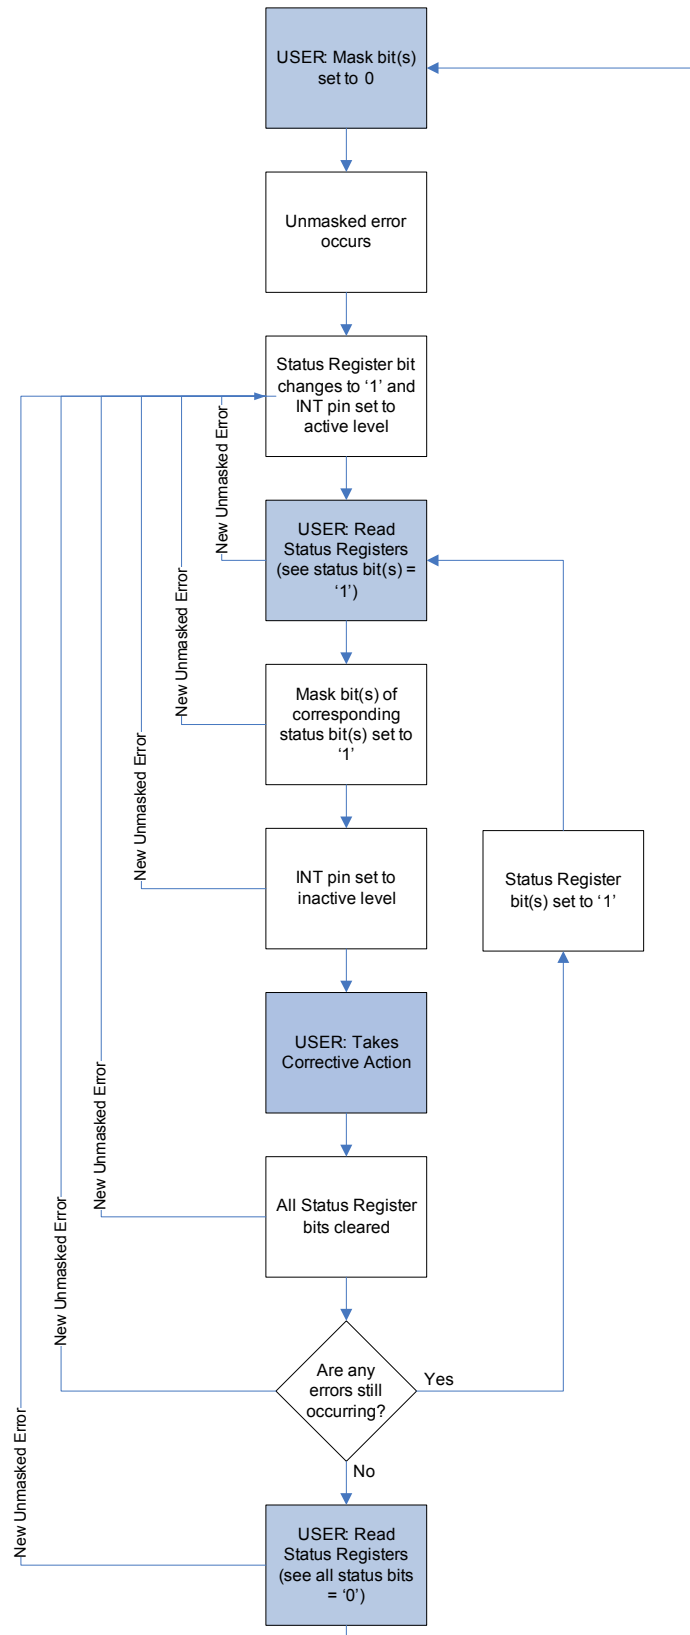 USER: Mask bit(s)
set to 0
Unmasked error
occurs
Status Register bit
changes to ‘1’ and
INT pin set to
active level
New Unmasked Error
USER: Read
Status Registers
(see status bit(s) =
‘1’)
New Unmasked Error
Mask bit(s) of
corresponding
status bit(s) set to
‘1’
New Unmasked Error
INT pin set to
inactive level
Status Register
bit(s) set to ‘1’
USER: Takes
Corrective Action
New Unmasked Error
All Status Register
bits cleared
New Unmasked Error
Are any
errors still
occurring?
Yes
No
New Unmasked Error
USER: Read
Status Registers
(see all status bits
= ‘0’)